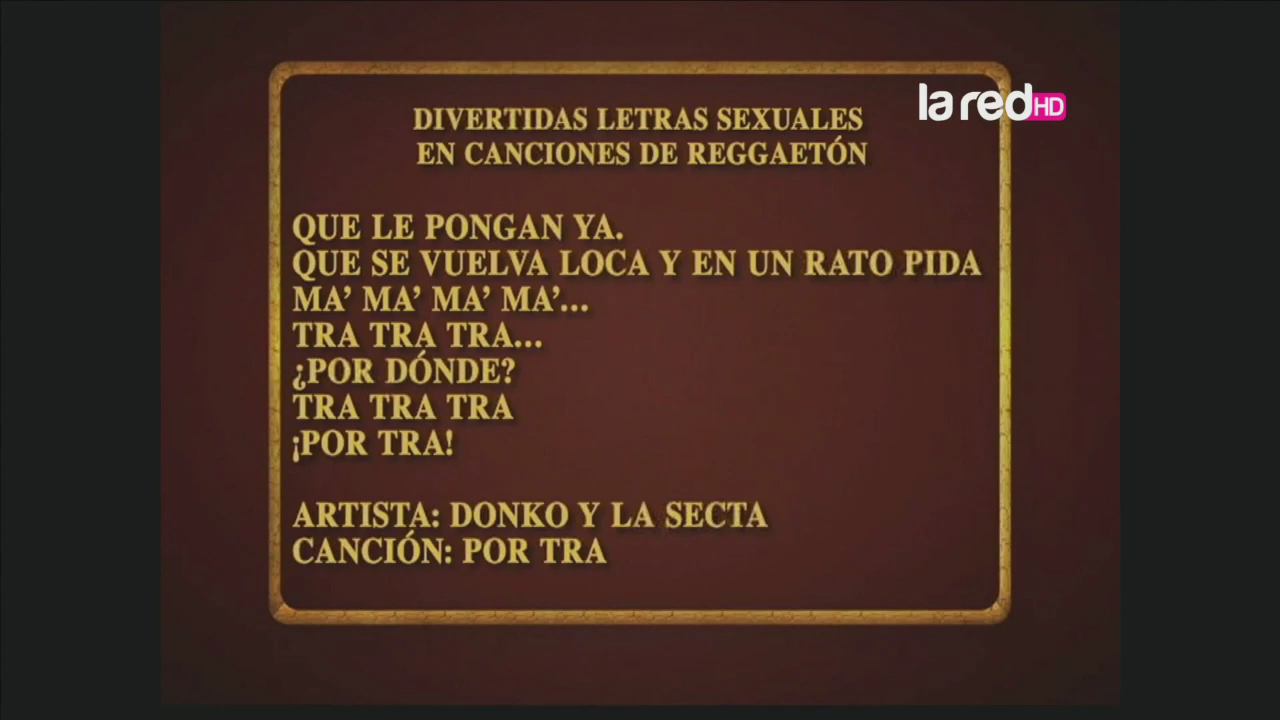 la red HD
DIVERTIDAS LETRAS SEXUALES
EN CANCIONES DE REGGAETÓN
QUE LE PONGAN YA.
QUE SE VUELVA LOCA Y EN UN RATO PIDA
MA' MA' MA' MA'...
TRA TRA TRA...
¿POR DÓNDE?
TRA TRA TRA
¡POR TRA!
ARTISTA: DONKO Y LA SECTA
CANCIÓN: POR TRA